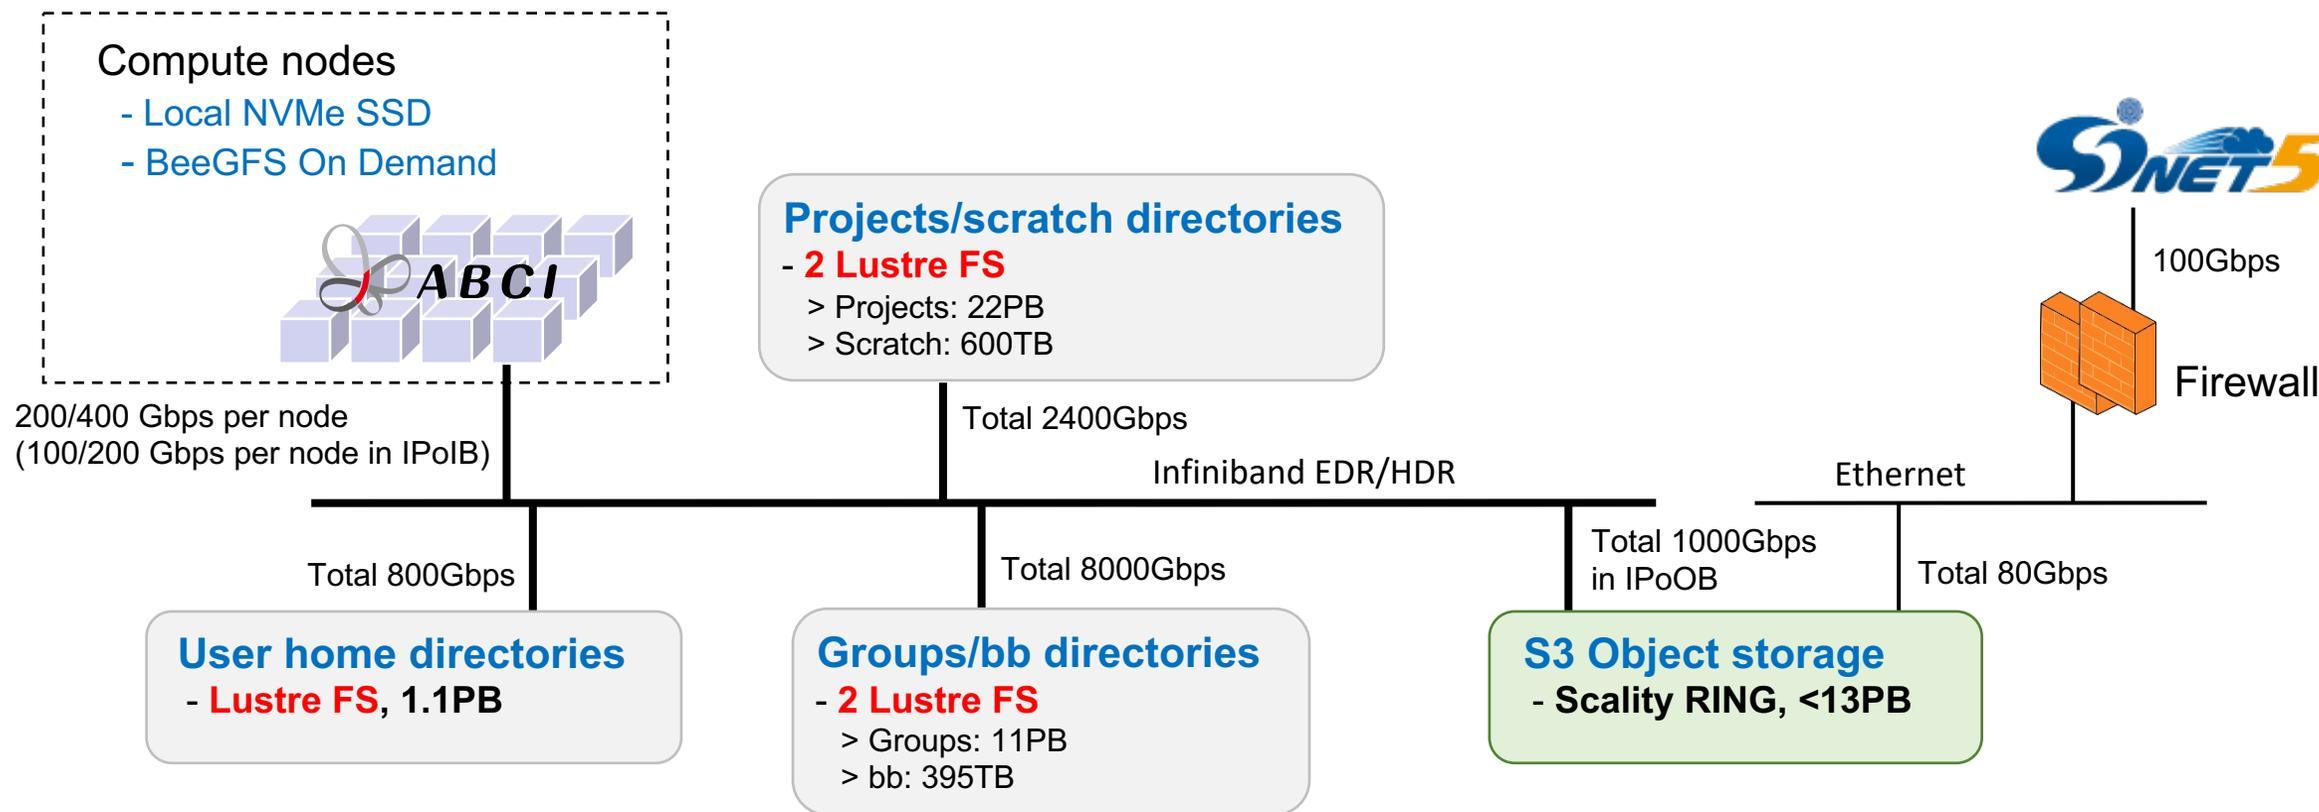 Compute nodes
- Local NVMe SSD
- BeeGFS On Demand
ABCI
200/400 Gbps per node
(100/200 Gbps per node in IPoIB)
Projects/scratch directories
- 2 Lustre FS
> Projects: 22PB
> Scratch: 600TB
Total 2400Gbps
Infiniband EDR/HDR
SINET5
100Gbps
Firewall
Ethernet
Total 800Gbps
Total 8000Gbps
Total 1000Gbps
in IPoOB
Total 80Gbps
User home directories
- Lustre FS, 1.1PB
Groups/bb directories
- 2 Lustre FS
> Groups: 11PB
> bb: 395TB
S3 Object storage
- Scality RING, <13PB